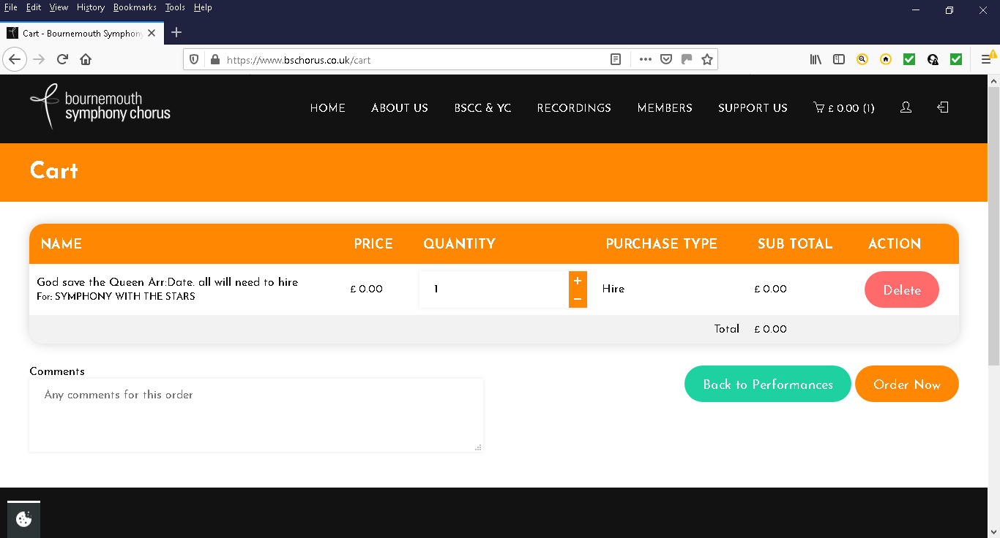 File Edit View History Bookmarks Tools Help
Cart - Bournemouth Symphony
https://www.bschorus.co.uk/cart
bournemouth
symphony chorus
HOME ABOUT US BSCC & YC RECORDINGS MEMBERS SUPPORT US £ 0.00 (1)
Cart
NAME PRICE QUANTITY PURCHASE TYPE SUB TOTAL ACTION
God save the Queen Arr:Date. all will need to hire £ 0.00 1 + − Hire £ 0.00 Delete
For: SYMPHONY WITH THE STARS
Total £ 0.00
Comments
Any comments for this order
Back to Performances Order Now